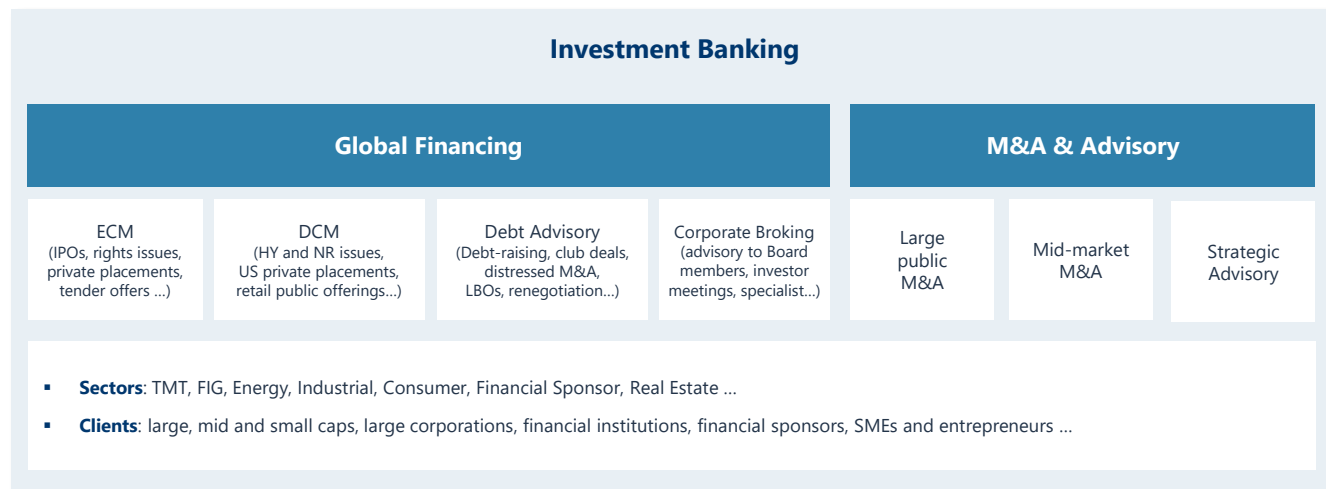 Investment Banking
Global Financing
M&A & Advisory
ECM
(IPOs, rights issues,
private placements,
tender offers …)
DCM
(HY and NR issues,
US private placements,
retail public offerings…)
Debt Advisory
(Debt-raising, club deals,
distressed M&A,
LBOs, renegotiation…)
Corporate Broking
(advisory to Board
members, investor
meetings, specialist…)
Large
public
M&A
Mid-market
M&A
Strategic
Advisory
▪ Sectors: TMT, FIG, Energy, Industrial, Consumer, Financial Sponsor, Real Estate …
▪ Clients: large, mid and small caps, large corporations, financial institutions, financial sponsors, SMEs and entrepreneurs …